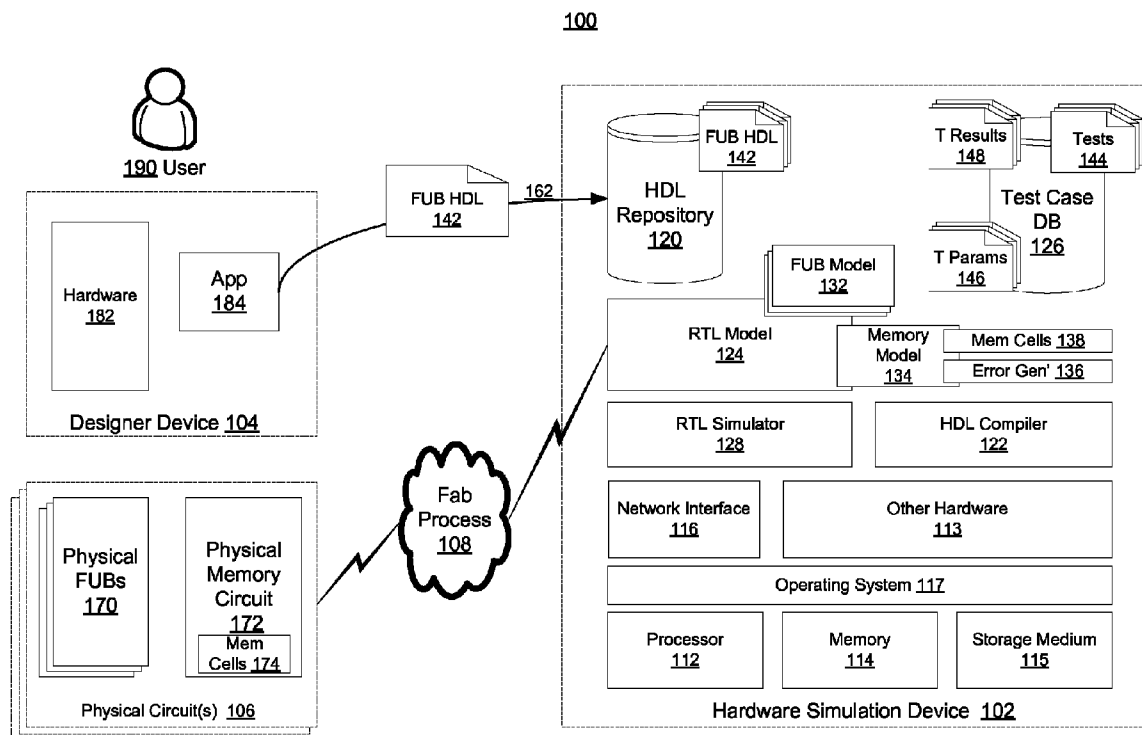 100
190 User
Hardware
182
App
184
Designer Device 104
FUB HDL
142
162
FUB HDL
142
HDL
Repository
120
T Results
148
Tests
144
Test Case
DB
126
T Params
146
FUB Model
132
RTL Model
124
Memory
Model
134
Mem Cells 138
Error Gen' 136
RTL Simulator
128
HDL Compiler
122
Network Interface
116
Other Hardware
113
Operating System 117
Processor
112
Memory
114
Storage Medium
115
Hardware Simulation Device 102
Fab
Process
108
Physical
FUBs
170
Physical
Memory
Circuit
172
Mem
Cells 174
Physical Circuit(s) 106